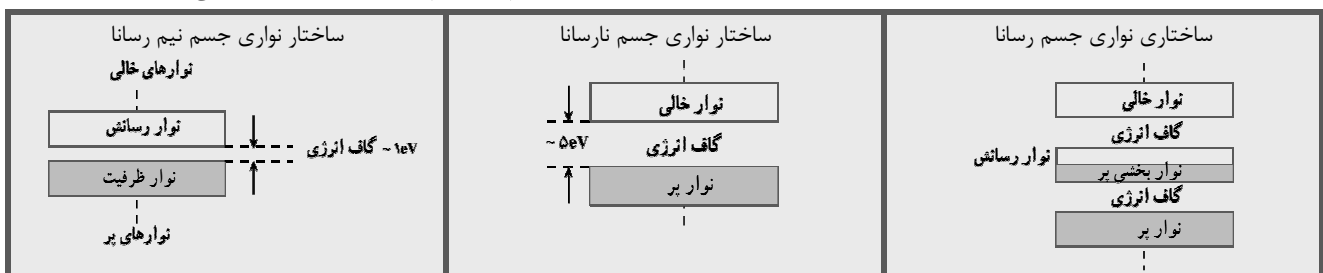 ساختاری نواری جسم رسانا
نوار خالی
گاف انرژی
نوار رسانش
نوار بخشی پر
گاف انرژی
نوار پر
ساختار نواری جسم نارسانا
نوار خالی
~ ۵eV
گاف انرژی
نوار پر
ساختار نواری جسم نیم رسانا
نوارهای خالی
نوار رسانش
~ ۱eV گاف انرژی
نوار ظرفیت
نوارهای پر